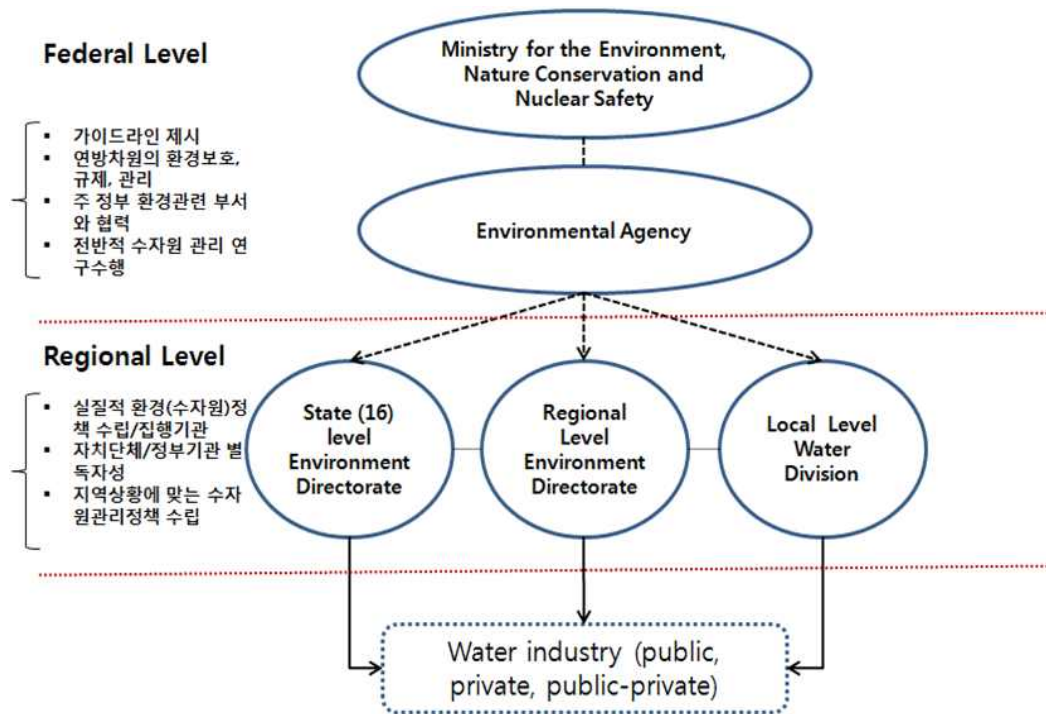 Federal Level
▪ 가이드라인 제시
▪ 연방차원의 환경보호,
규제, 관리
▪ 주 정부 환경관련 부서
와 협력
▪ 전반적 수자원 관리 연
구수행
Ministry for the Environment,
Nature Conservation and
Nuclear Safety
Environmental Agency
Regional Level
▪ 실질적 환경(수자원)정
책 수립/집행기관
▪ 자치단체/정부기관 별
독자성
▪ 지역상황에 맞는 수자
원관리정책 수립
State (16)
level
Environment
Directorate
Regional
Level
Environment
Directorate
Local Level
Water
Division
Water industry (public,
private, public-private)